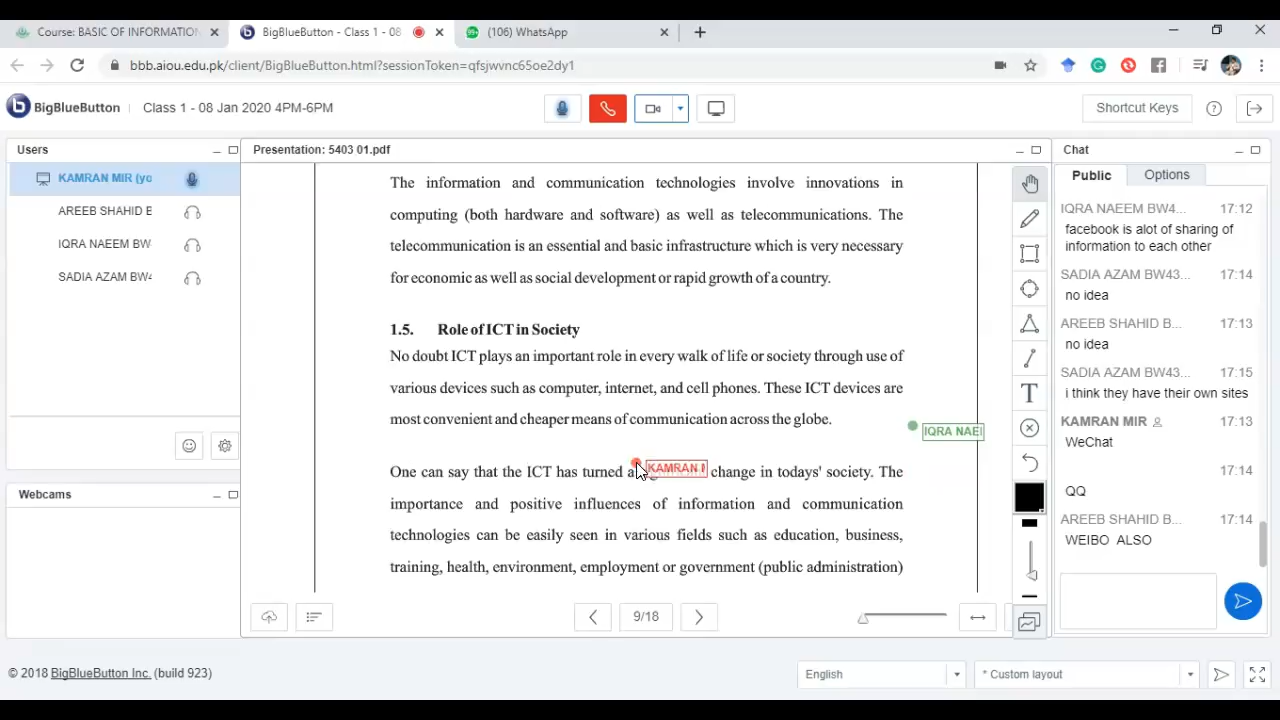 Course: BASIC OF INFORMATION
BigBlueButton - Class 1 - 08
(106) WhatsApp
bbb.aiou.edu.pk/client/BigBlueButton.html?sessionToken=qfsjwvnc65oe2dy1
BigBlueButton
Class 1 - 08 Jan 2020 4PM-6PM
Shortcut Keys
Users
KAMRAN MIR (yo
AREEB SHAHID B
IQRA NAEEM BW
SADIA AZAM BW4
Webcams
Presentation: 5403 01.pdf
The information and communication technologies involve innovations in
computing (both hardware and software) as well as telecommunications. The
telecommunication is an essential and basic infrastructure which is very necessary
for economic as well as social development or rapid growth of a country.
1.5. Role of ICT in Society
No doubt ICT plays an important role in every walk of life or society through use of
various devices such as computer, internet, and cell phones. These ICT devices are
most convenient and cheaper means of communication across the globe.
IQRA NAEI
One can say that the ICT has turned a KAMRAN M change in todays' society. The
importance and positive influences of information and communication
technologies can be easily seen in various fields such as education, business,
training, health, environment, employment or government (public administration)
9/18
T
Chat
Public
Options
IQRA NAEEM BW4... 17:12
facebook is alot of sharing of
information to each other
SADIA AZAM BW43... 17:14
no idea
AREEB SHAHID B... 17:13
no idea
SADIA AZAM BW43... 17:15
i think they have their own sites
KAMRAN MIR 17:13
WeChat
17:14
QQ
AREEB SHAHID B... 17:14
WEIBO ALSO
© 2018 BigBlueButton Inc. (build 923)
English
* Custom layout